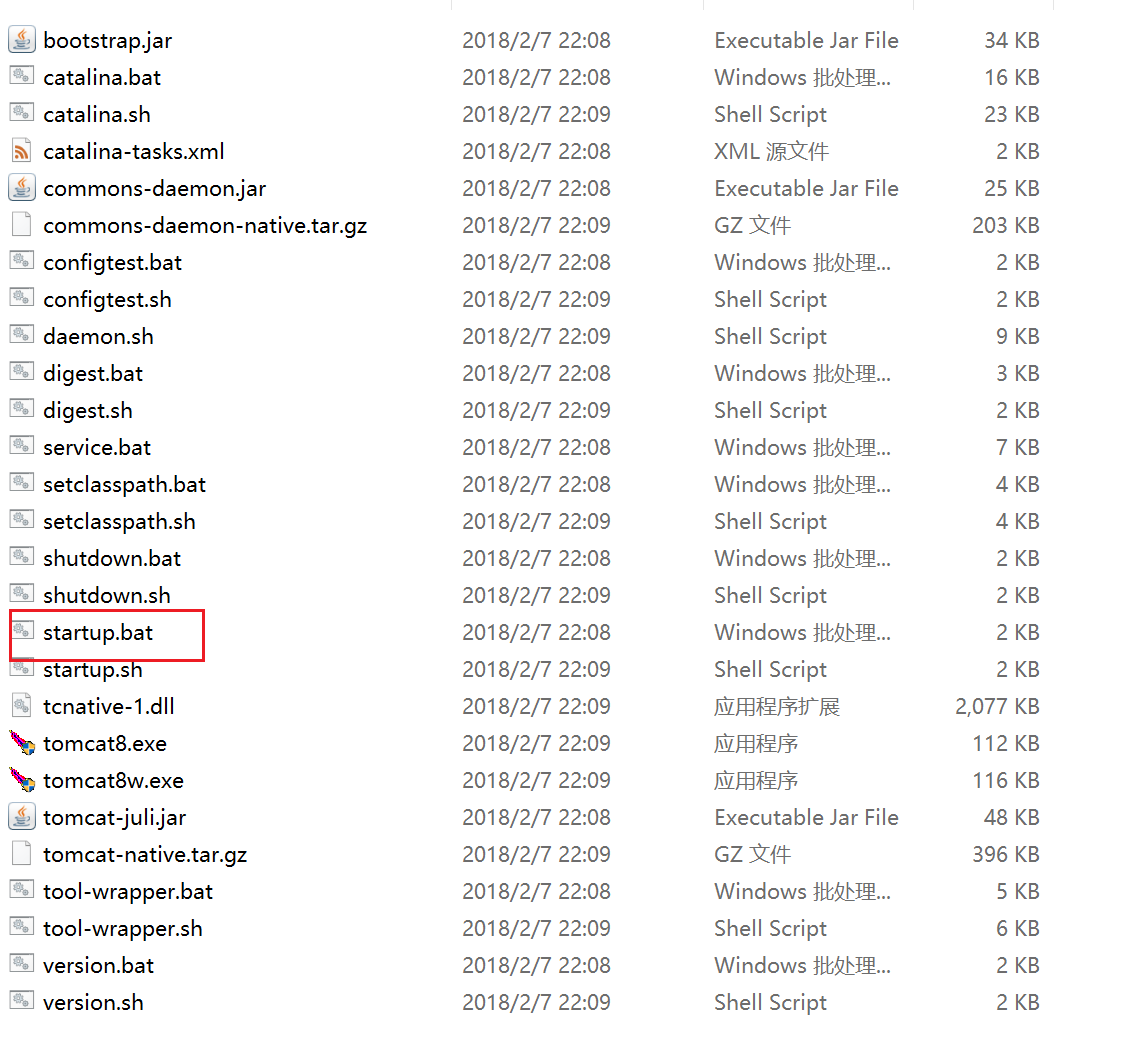 bootstrap.jar 2018/2/7 22:08 Executable Jar File 34 KB
catalina.bat 2018/2/7 22:08 Windows 批处理... 16 KB
catalina.sh 2018/2/7 22:09 Shell Script 23 KB
catalina-tasks.xml 2018/2/7 22:08 XML 源文件 2 KB
commons-daemon.jar 2018/2/7 22:08 Executable Jar File 25 KB
commons-daemon-native.tar.gz 2018/2/7 22:09 GZ 文件 203 KB
configtest.bat 2018/2/7 22:08 Windows 批处理... 2 KB
configtest.sh 2018/2/7 22:09 Shell Script 2 KB
daemon.sh 2018/2/7 22:09 Shell Script 9 KB
digest.bat 2018/2/7 22:08 Windows 批处理... 3 KB
digest.sh 2018/2/7 22:09 Shell Script 2 KB
service.bat 2018/2/7 22:08 Windows 批处理... 7 KB
setclasspath.bat 2018/2/7 22:08 Windows 批处理... 4 KB
setclasspath.sh 2018/2/7 22:09 Shell Script 4 KB
shutdown.bat 2018/2/7 22:08 Windows 批处理... 2 KB
shutdown.sh 2018/2/7 22:09 Shell Script 2 KB
startup.bat 2018/2/7 22:08 Windows 批处理... 2 KB
startup.sh 2018/2/7 22:09 Shell Script 2 KB
tcnative-1.dll 2018/2/7 22:09 应用程序扩展 2,077 KB
tomcat8.exe 2018/2/7 22:09 应用程序 112 KB
tomcat8w.exe 2018/2/7 22:09 应用程序 116 KB
tomcat-juli.jar 2018/2/7 22:08 Executable Jar File 48 KB
tomcat-native.tar.gz 2018/2/7 22:09 GZ 文件 396 KB
tool-wrapper.bat 2018/2/7 22:08 Windows 批处理... 5 KB
tool-wrapper.sh 2018/2/7 22:09 Shell Script 6 KB
version.bat 2018/2/7 22:08 Windows 批处理... 2 KB
version.sh 2018/2/7 22:09 Shell Script 2 KB